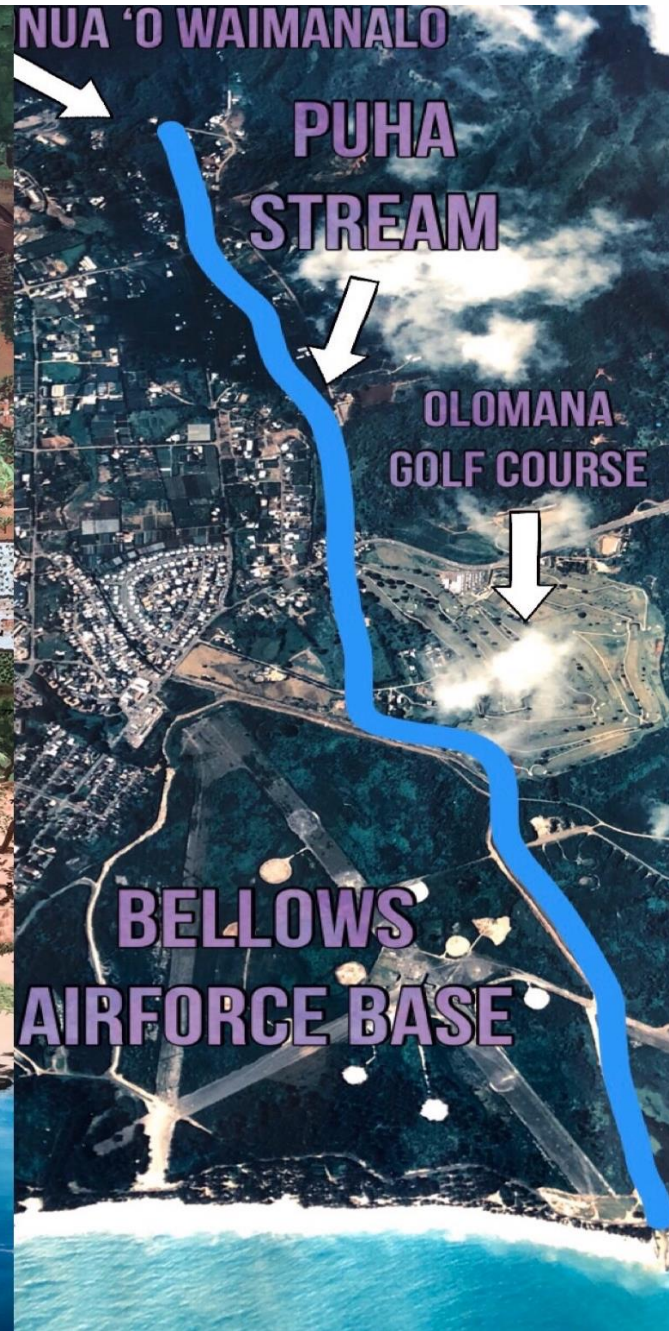 NUA ‘O WAIMANALO
PUHA
STREAM
OLOMANA
GOLF COURSE
BELLOWS
AIRFORCE BASE